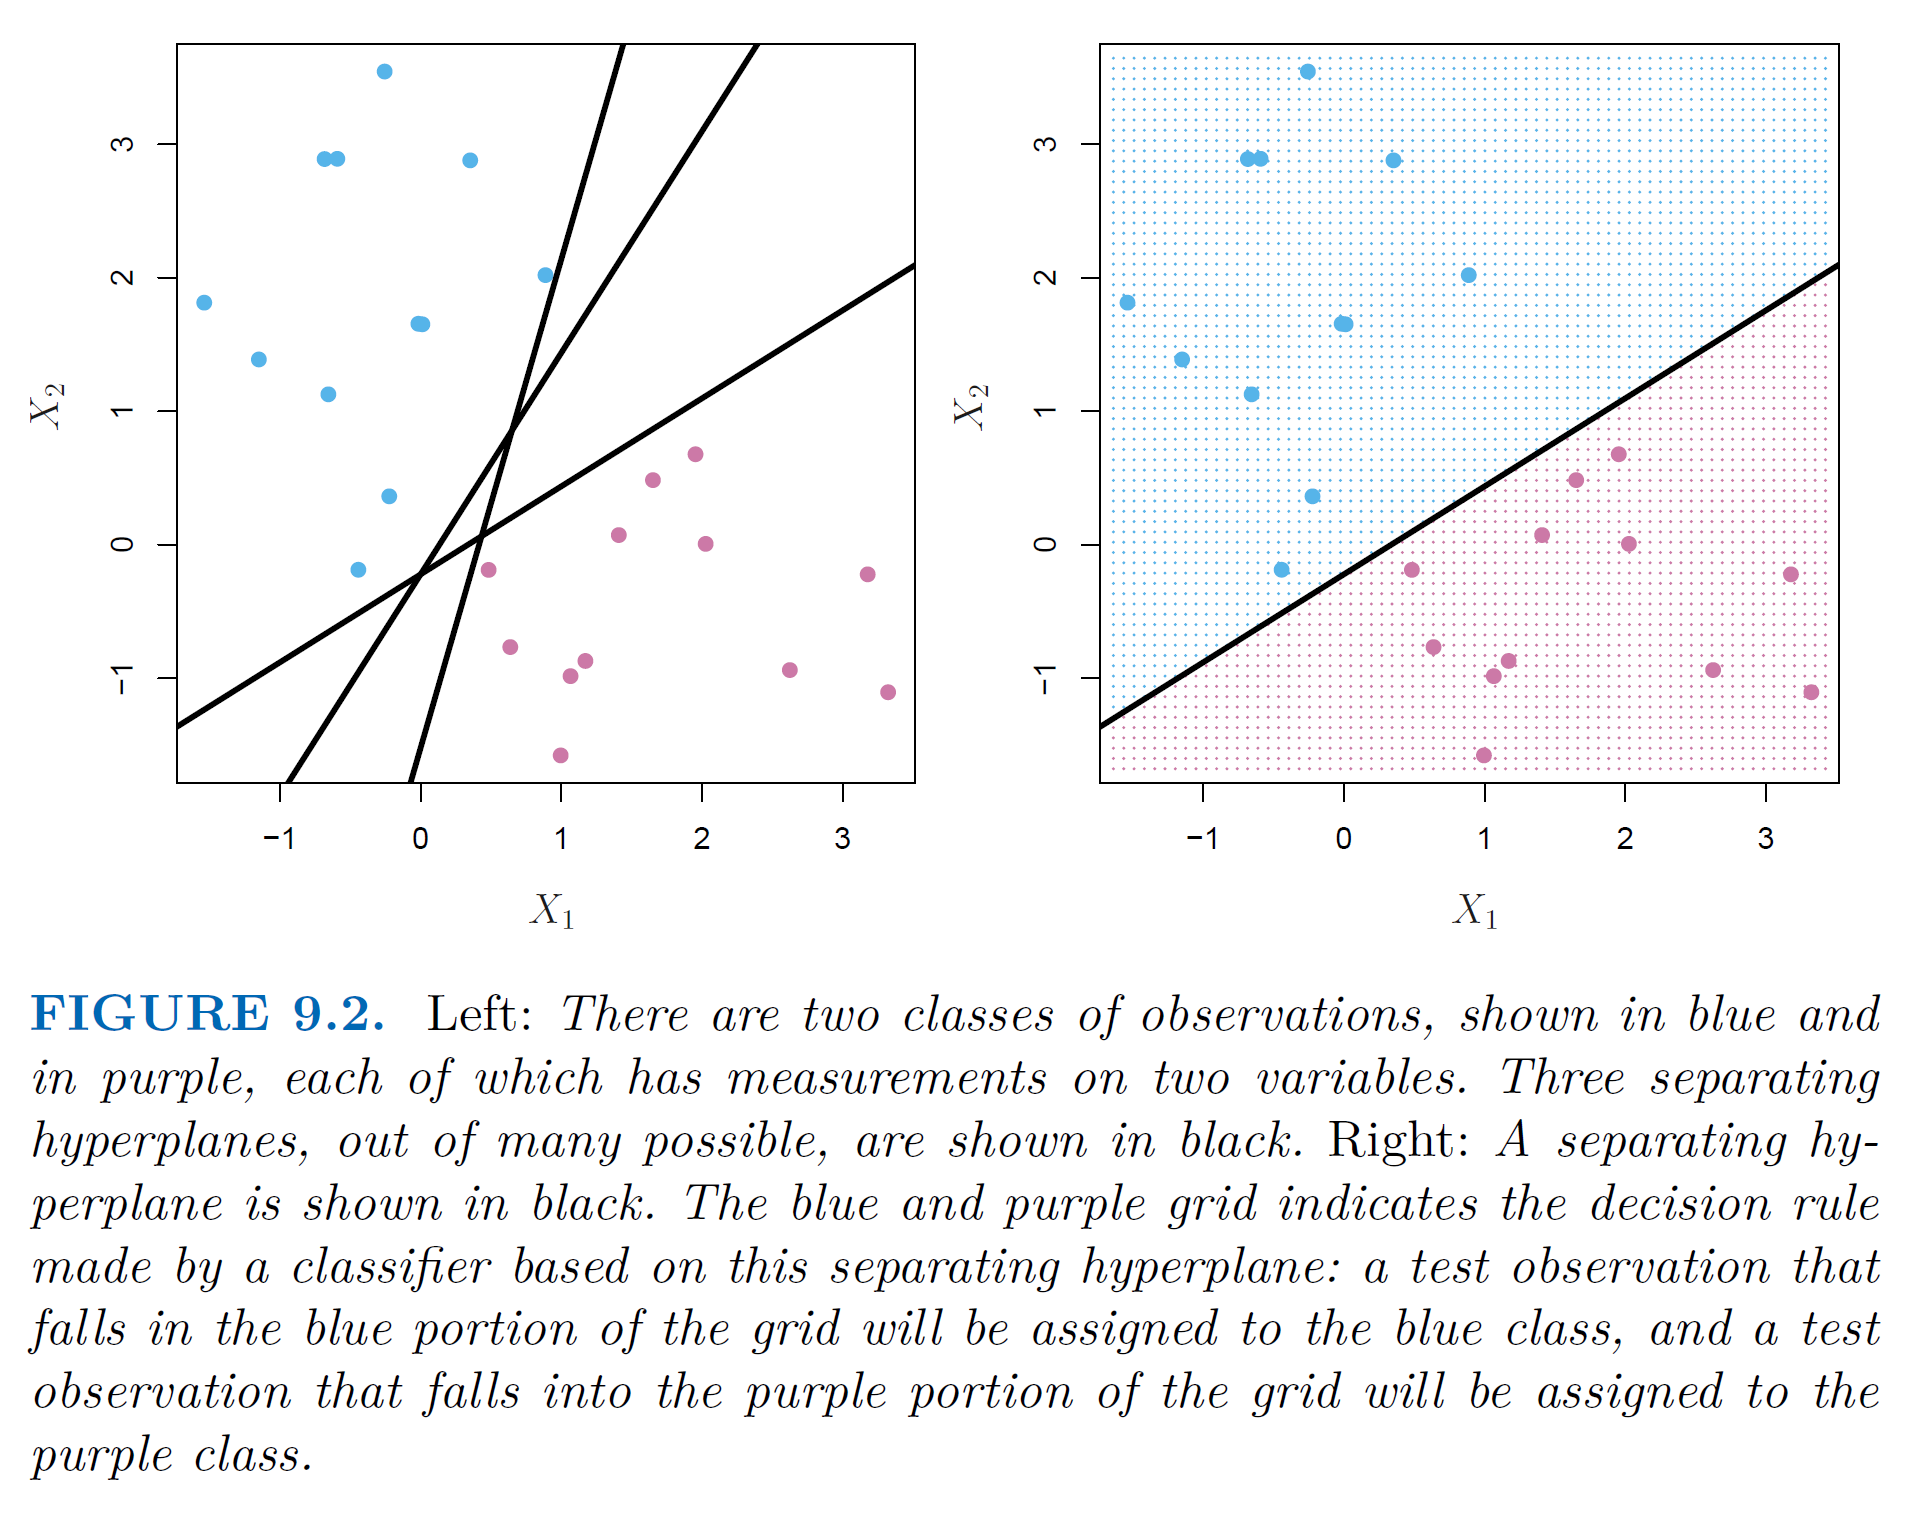 3
2
1
0
−1
X2
−1 0 1 2 3
X1
3
2
1
0
−1
X2
−1 0 1 2 3
X1
FIGURE 9.2. Left: There are two classes of observations, shown in blue and
in purple, each of which has measurements on two variables. Three separating
hyperplanes, out of many possible, are shown in black. Right: A separating hy-
perplane is shown in black. The blue and purple grid indicates the decision rule
made by a classifier based on this separating hyperplane: a test observation that
falls in the blue portion of the grid will be assigned to the blue class, and a test
observation that falls into the purple portion of the grid will be assigned to the
purple class.